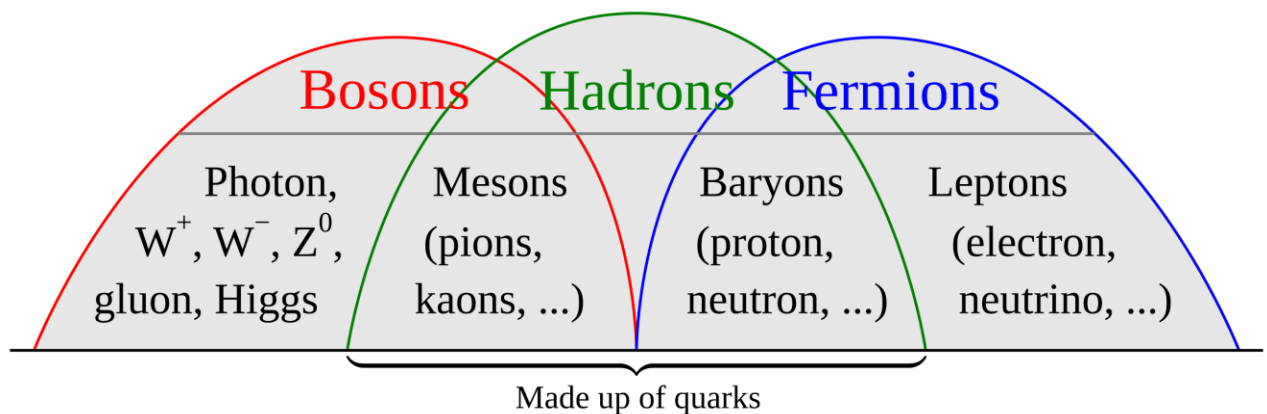 Bosons Hadrons Fermions
Photon, Mesons Baryons Leptons
W⁺, W⁻, Z⁰, (pions, (proton, (electron,
gluon, Higgs kaons, ...) neutron, ...) neutrino, ...)
Made up of quarks